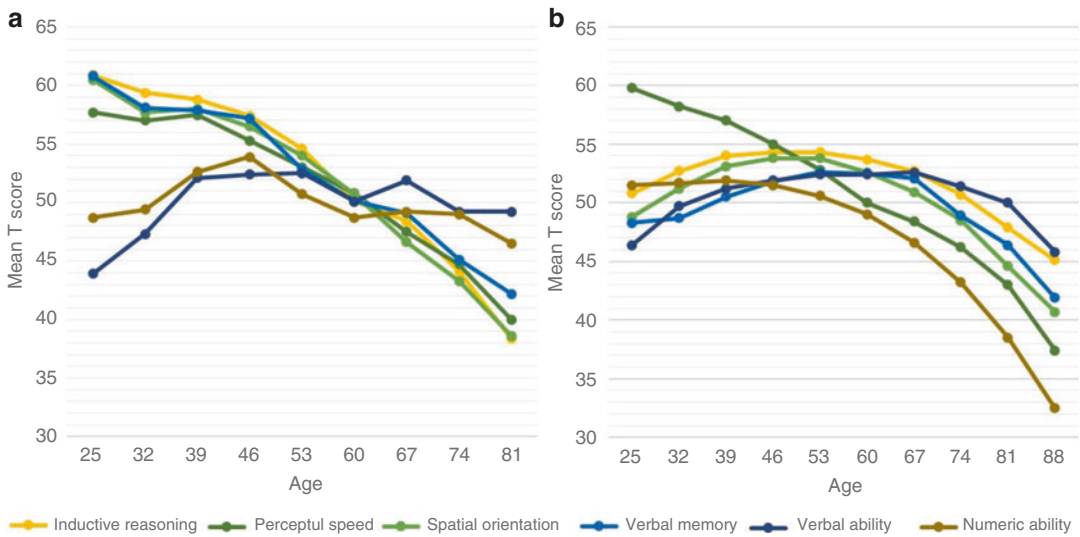 a
65
60
55
50
45
40
35
30
Mean T score
25 32 39 46 53 60 67 74 81
Age
b
65
60
55
50
45
40
35
30
Mean T score
25 32 39 46 53 60 67 74 81 88
Age
Inductive reasoning Perceptul speed Spatial orientation Verbal memory Verbal ability Numeric ability